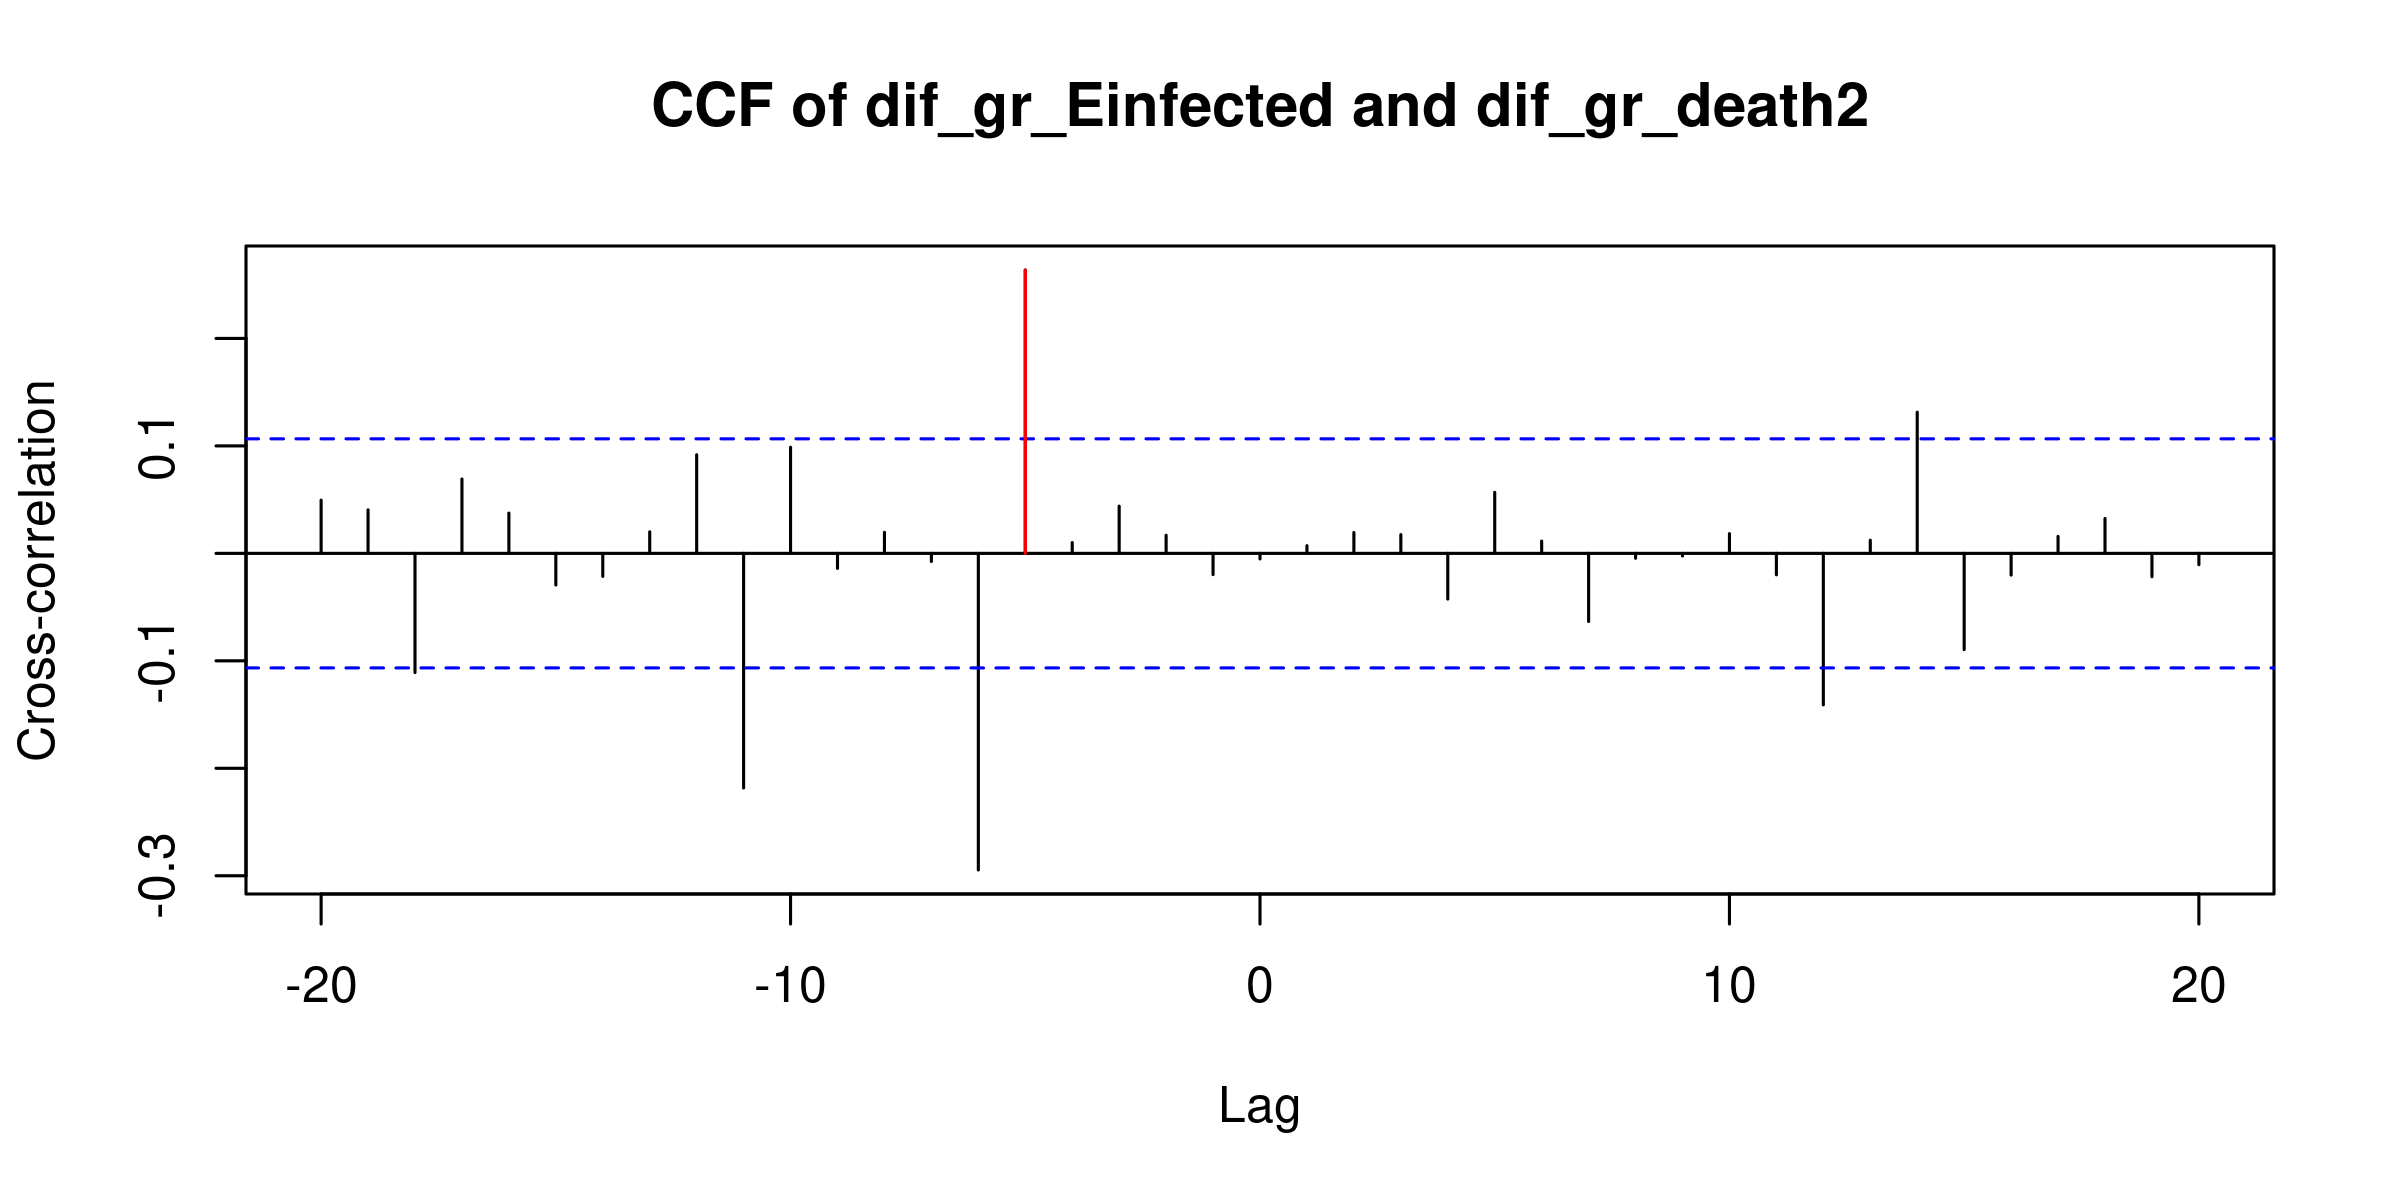 CCF of dif_gr_Einfected and dif_gr_death2
Cross-correlation
0.1
-0.1
-0.3
-20 -10 0 10 20
Lag